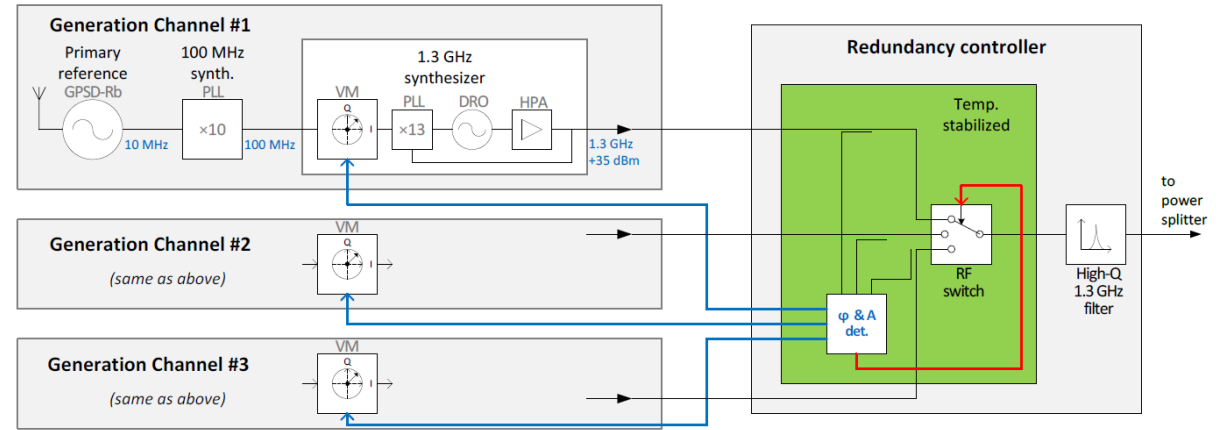 Generation Channel #1
Primary
reference
GPSD-Rb
10 MHz
100 MHz
synth.
PLL
×10
100 MHz
1.3 GHz
synthesizer
VM
Q
I
PLL
×13
DRO
HPA
1.3 GHz
+35 dBm
Generation Channel #2
(same as above)
VM
Q
I
Generation Channel #3
(same as above)
VM
Q
I
Redundancy controller
Temp.
stabilized
RF
switch
φ & A
det.
High-Q
1.3 GHz
filter
to
power
splitter